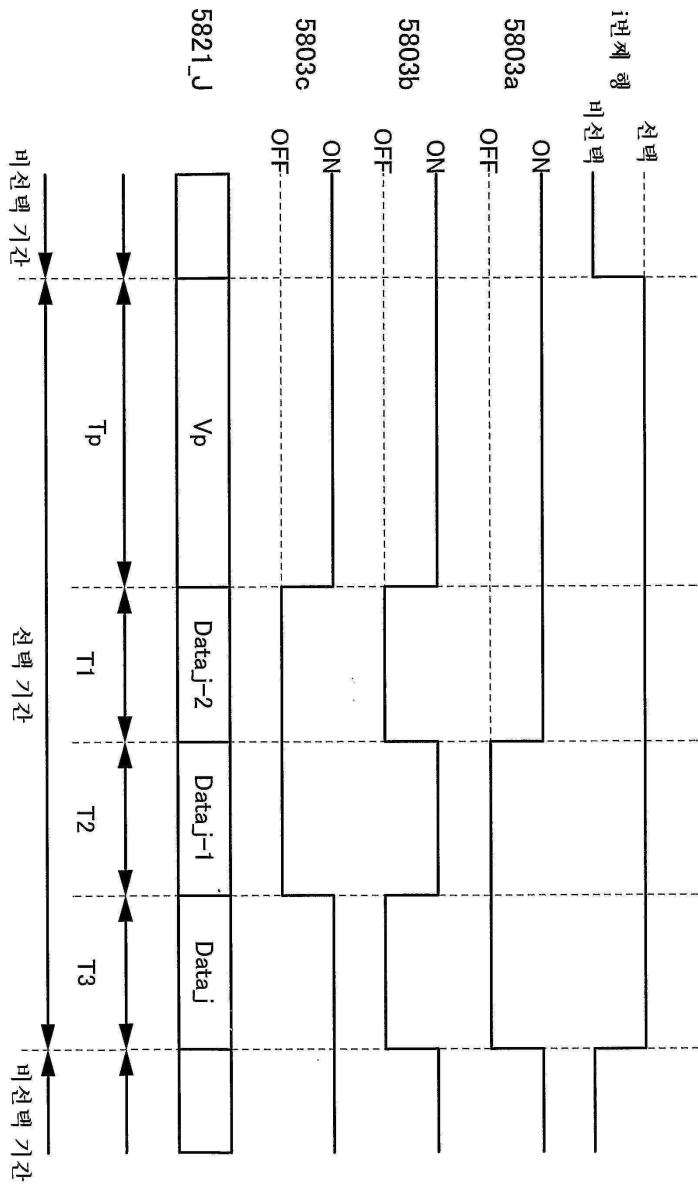 i번째 행
선택
비선택
5803a
ON
OFF
5803b
ON
OFF
5803c
ON
OFF
5821_J
Vp
Data_j-2
Data_j-1
Data_j
Tp
T1
T2
T3
비선택 기간
선택 기간
비선택 기간